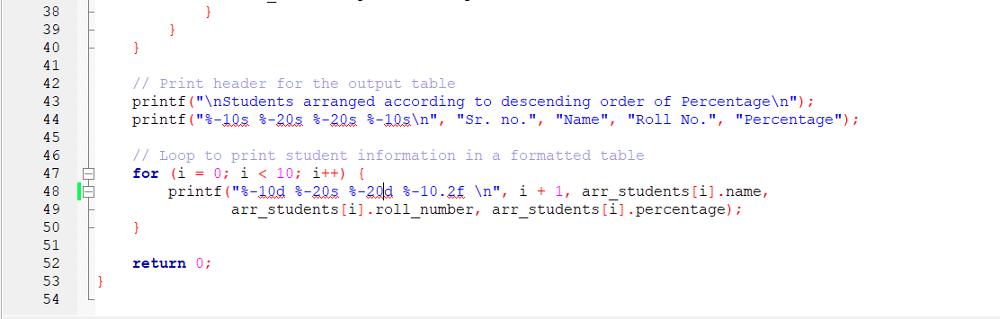 38 }
39 }
40 }
41
42 // Print header for the output table
43 printf("\nStudents arranged according to descending order of Percentage\n");
44 printf("%-10s %-20s %-20s %-10s\n", "Sr. no.", "Name", "Roll No.", "Percentage");
45
46 // Loop to print student information in a formatted table
47 for (i = 0; i < 10; i++) {
48 printf("%-10d %-20s %-20d %-10.2f \n", i + 1, arr_students[i].name,
49 arr_students[i].roll_number, arr_students[i].percentage);
50 }
51
52 return 0;
53 }
54